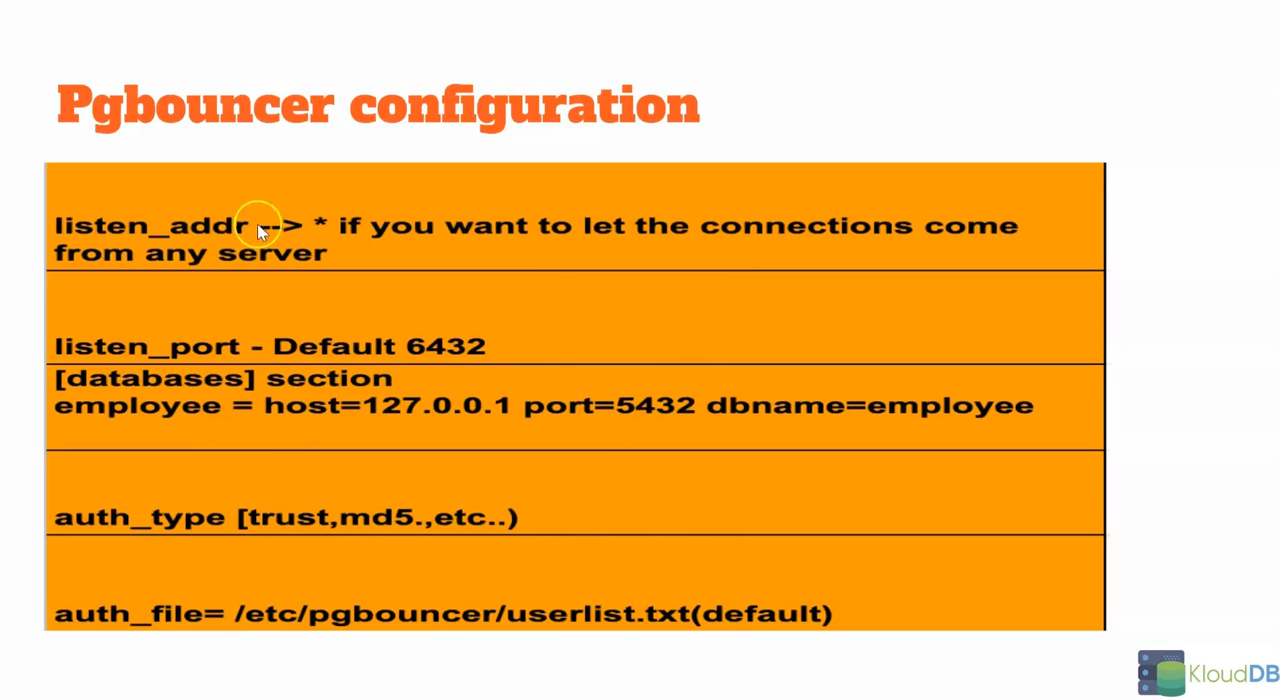 Pgbouncer configuration
listen_addr --> * if you want to let the connections come
from any server
listen_port - Default 6432
[databases] section
employee = host=127.0.0.1 port=5432 dbname=employee
auth_type [trust,md5.,etc..)
auth_file= /etc/pgbouncer/userlist.txt(default)
KloudDB